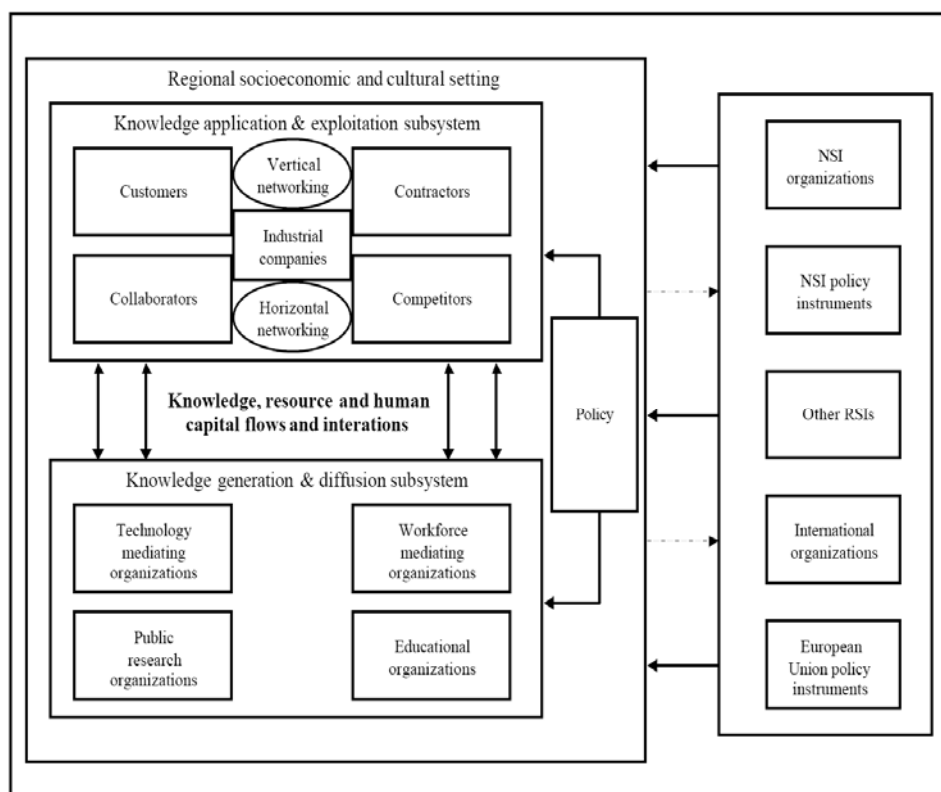 Regional socioeconomic and cultural setting
Knowledge application & exploitation subsystem
Customers
Vertical
networking
Contractors
Industrial
companies
Collaborators
Horizontal
networking
Competitors
Knowledge, resource and human
capital flows and interations
Policy
Knowledge generation & diffusion subsystem
Technology
mediating
organizations
Workforce
mediating
organizations
Public
research
organizations
Educational
organizations
NSI
organizations
NSI policy
instruments
Other RSIs
International
organizations
European
Union policy
instruments